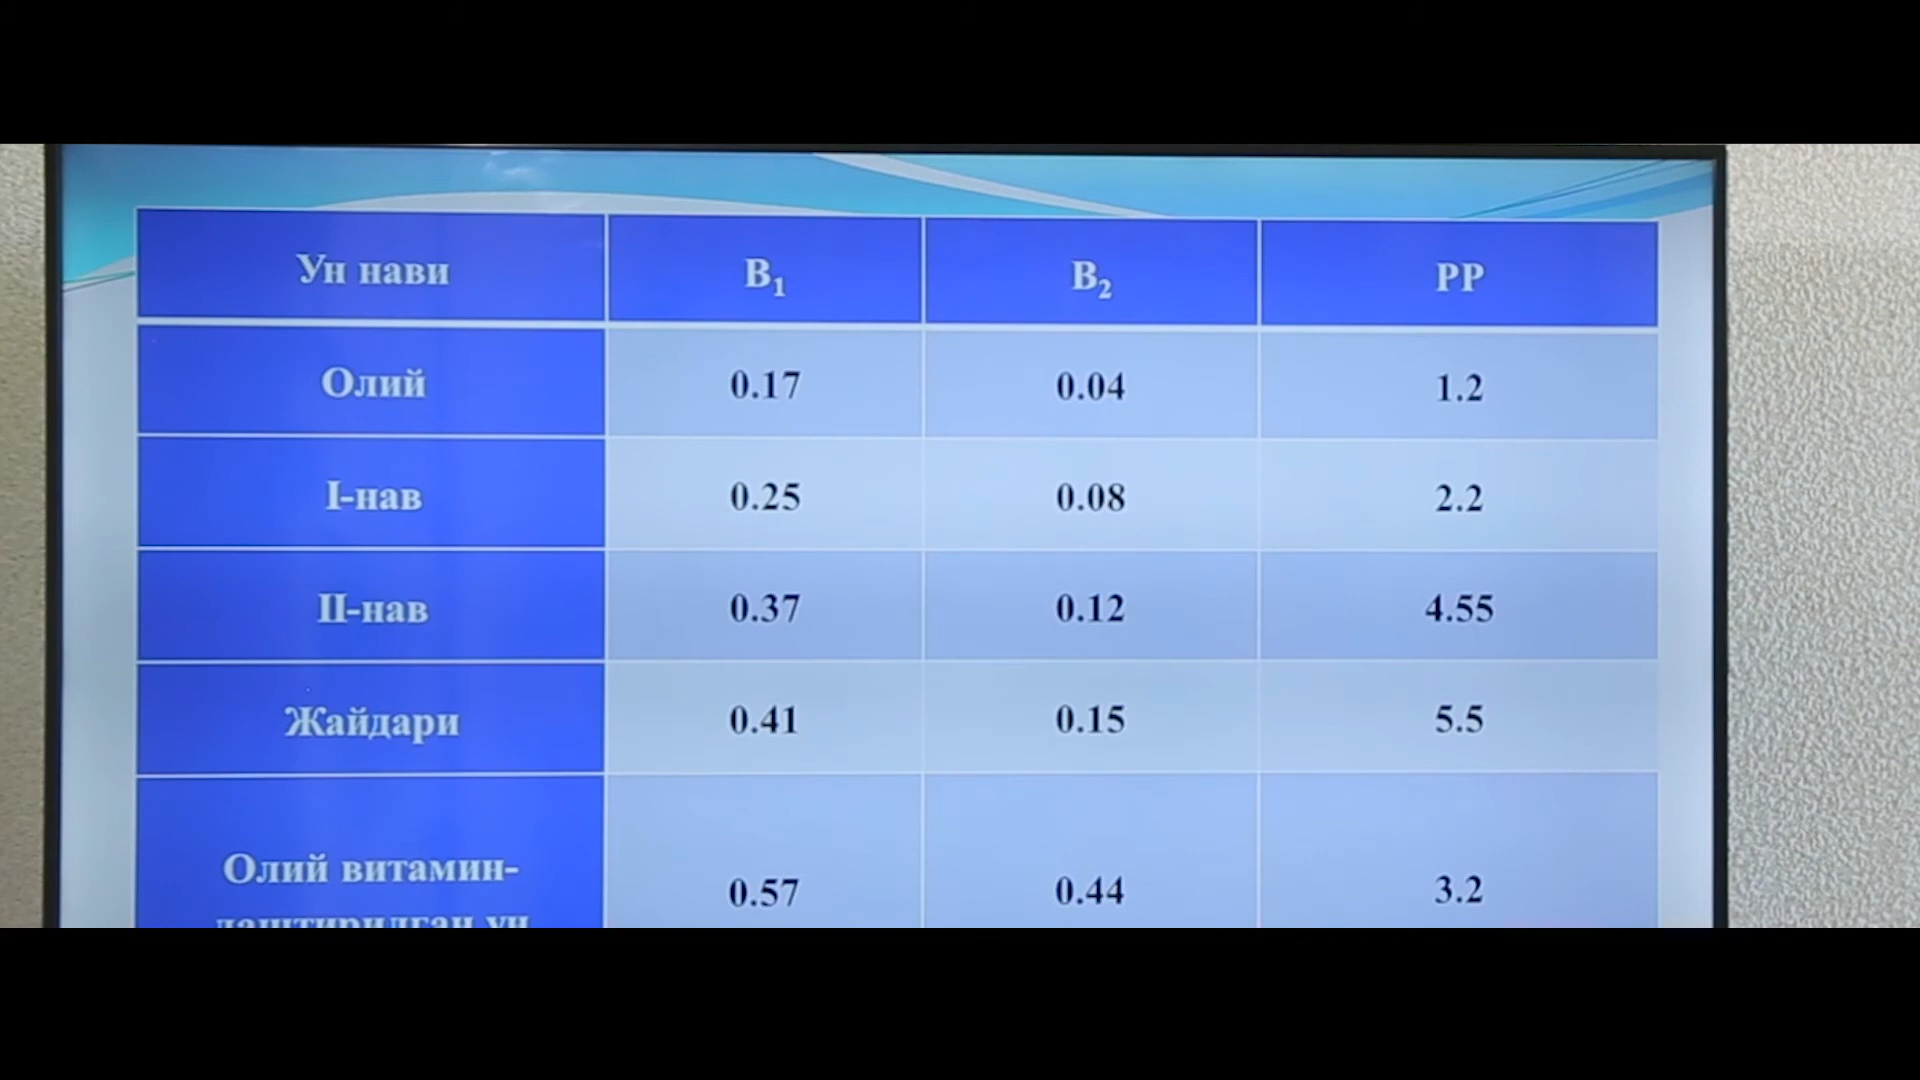 Ун нави B₁ B₂ PP
Олий 0.17 0.04 1.2
I-нав 0.25 0.08 2.2
II-нав 0.37 0.12 4.55
Жайдари 0.41 0.15 5.5
Олий витамин-
лаштирилган ун 0.57 0.44 3.2